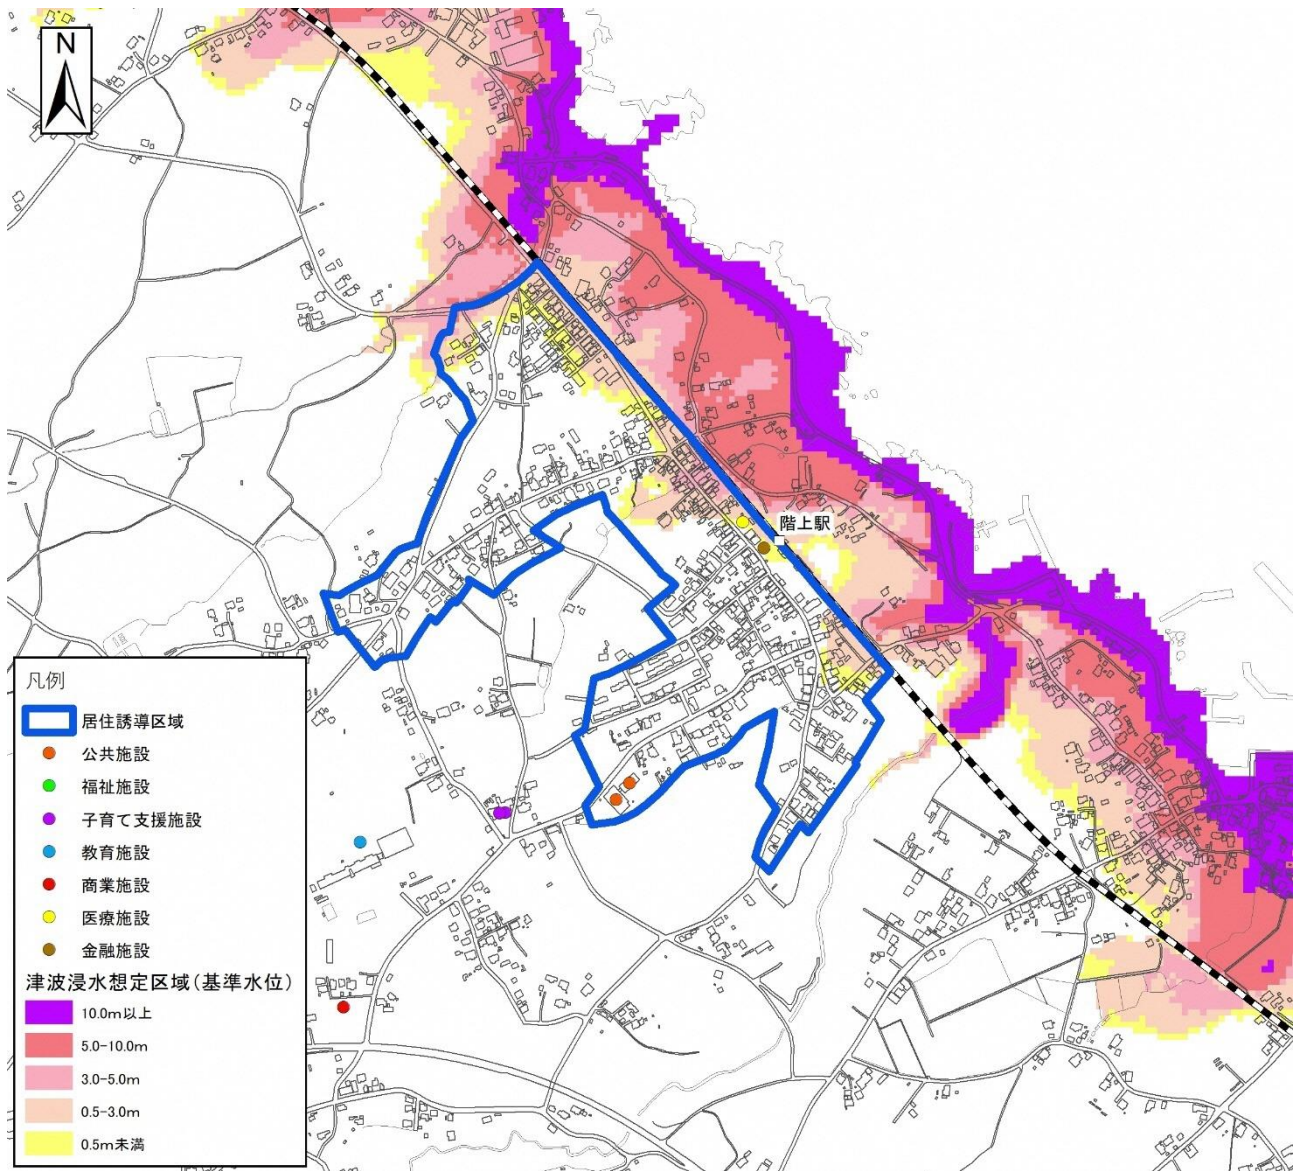 N
階上駅
凡例
居住誘導区域
公共施設
福祉施設
子育て支援施設
教育施設
商業施設
医療施設
金融施設
津波浸水想定区域(基準水位)
10.0m以上
5.0-10.0m
3.0-5.0m
0.5-3.0m
0.5m未満